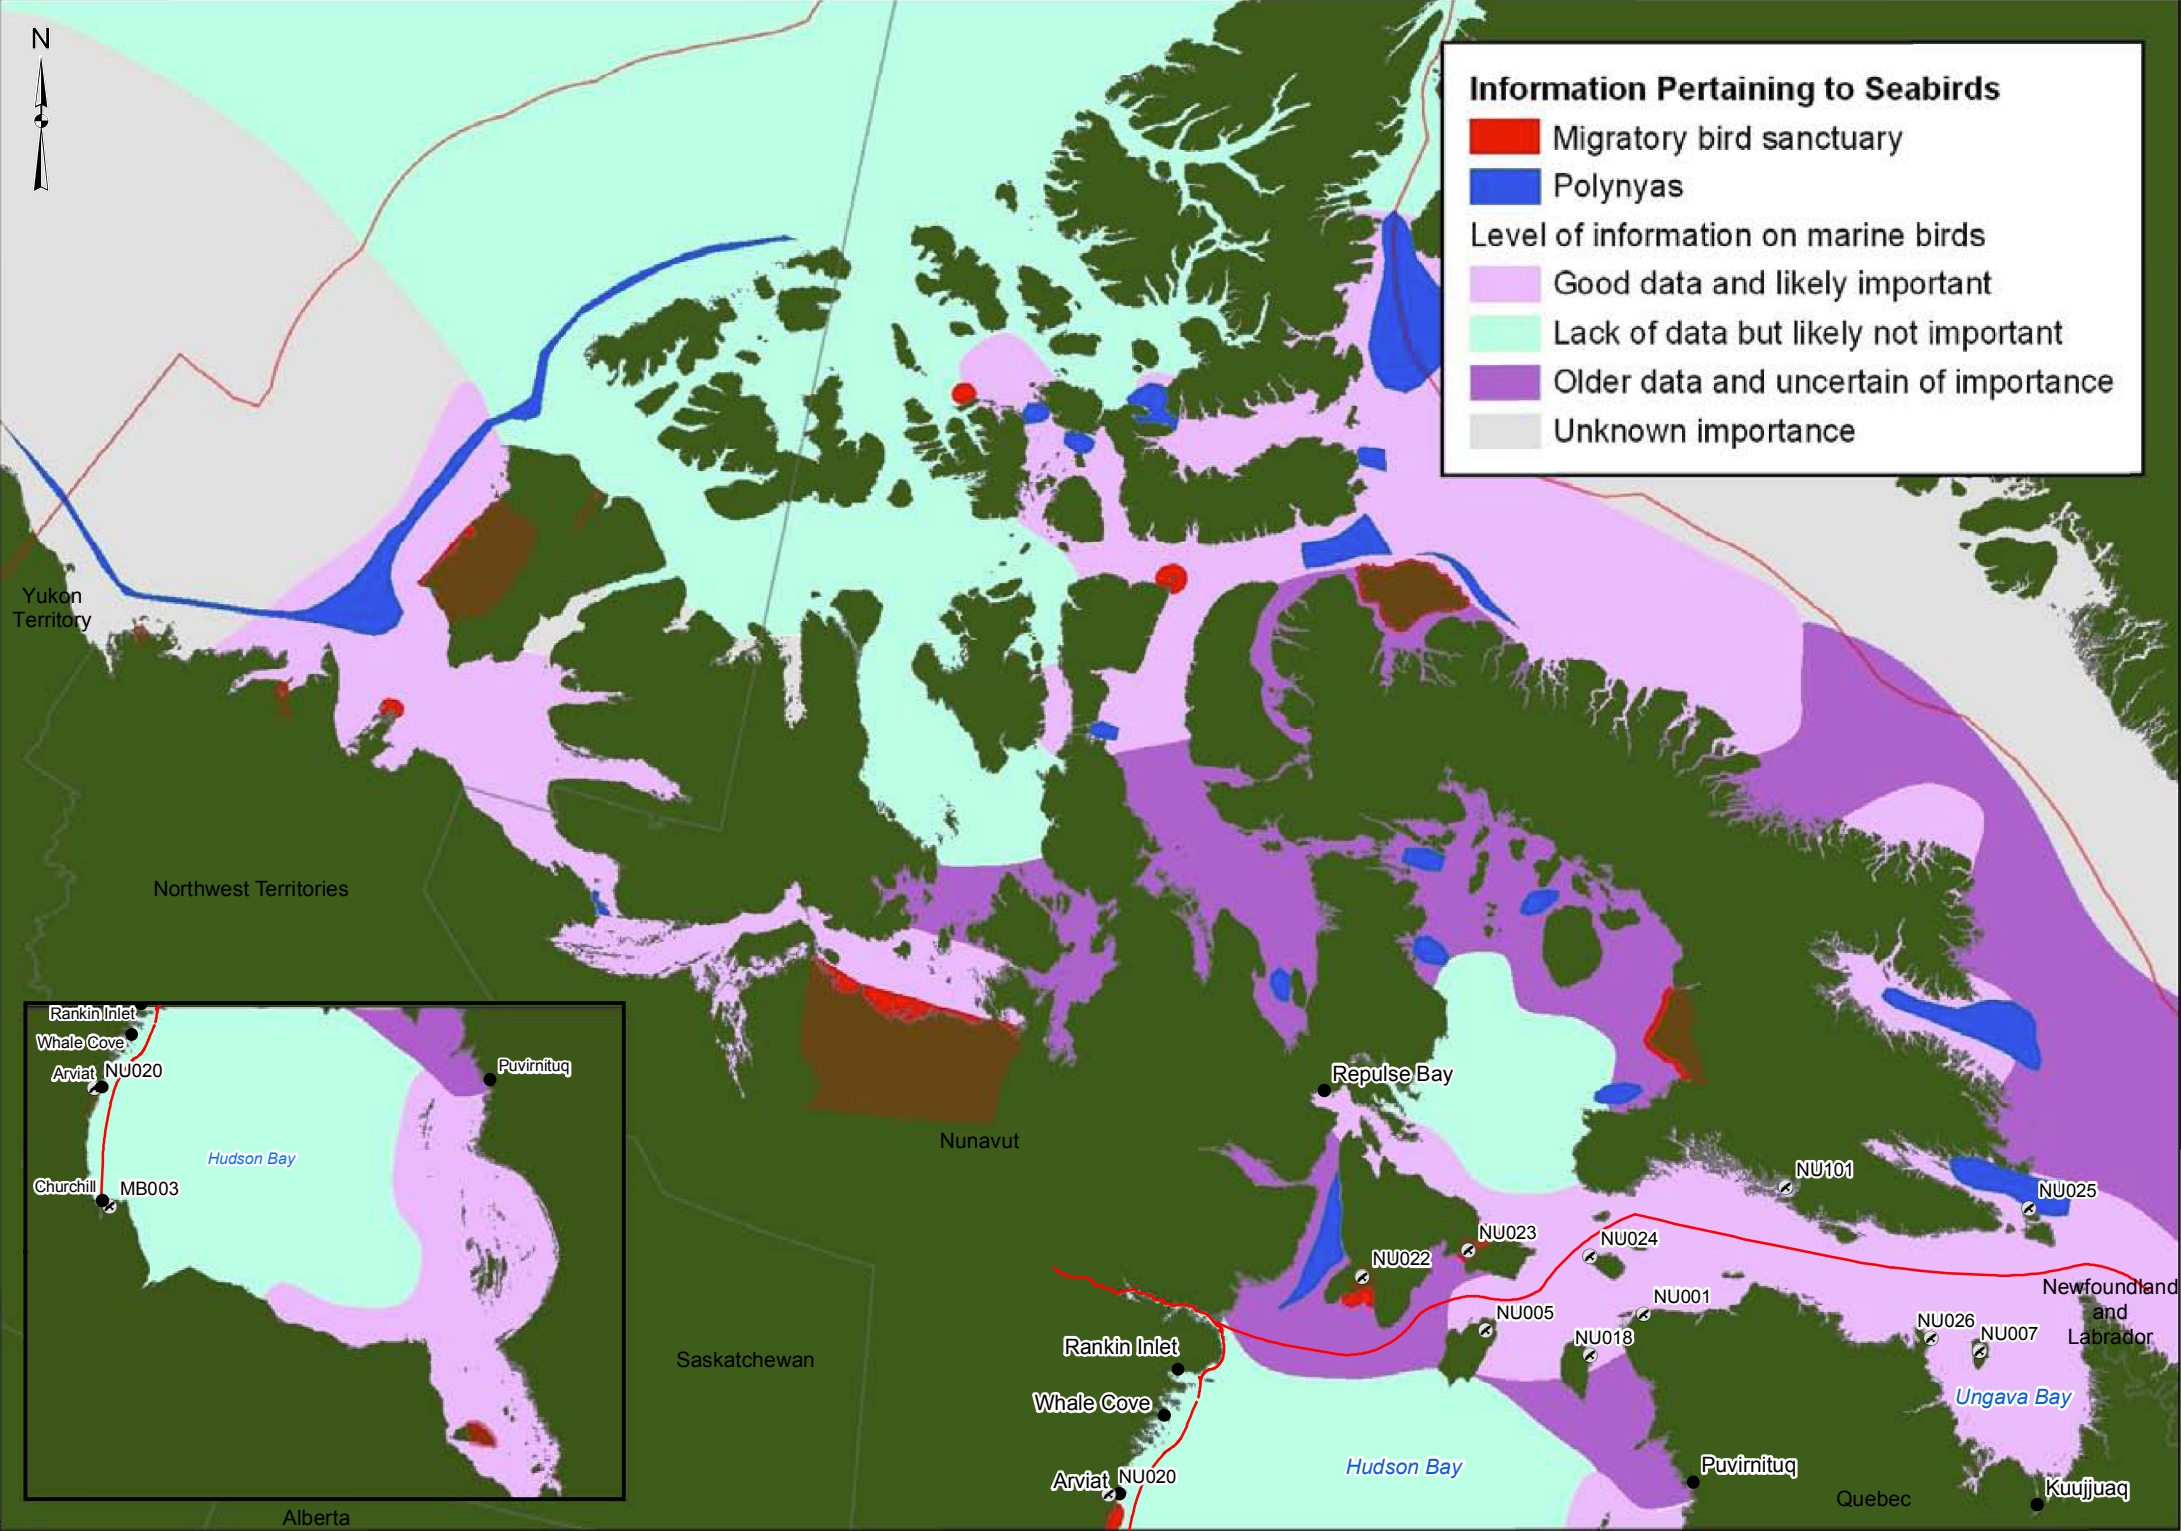 N
Information Pertaining to Seabirds
Migratory bird sanctuary
Polynyas
Level of information on marine birds
Good data and likely important
Lack of data but likely not important
Older data and uncertain of importance
Unknown importance
Yukon
Territory
Northwest Territories
Nunavut
Repulse Bay
NU101
NU025
NU023
NU024
NU022
NU001
NU005
NU018
NU026
NU007
Newfoundland
and
Labrador
Rankin Inlet
Whale Cove
Arviat
NU020
Saskatchewan
Hudson Bay
Ungava Bay
Puvirnituq
Quebec
Kuujjuaq
Alberta
Rankin Inlet
Whale Cove
Arviat
NU020
Puvirnituq
Hudson Bay
Churchill
MB003